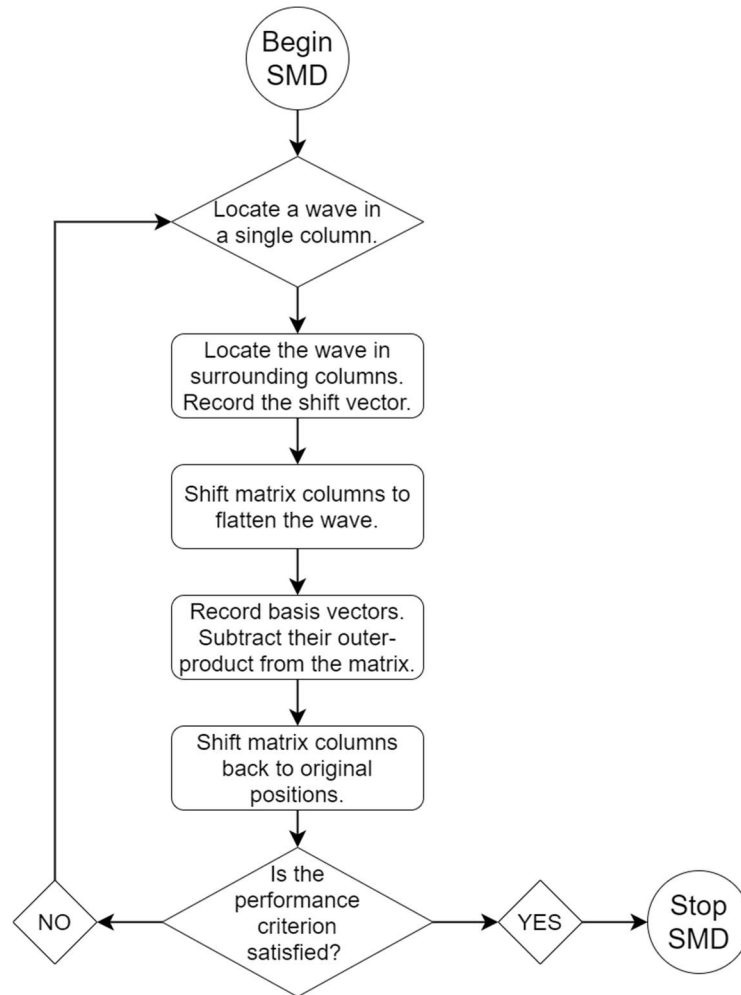 Begin
SMD
Locate a wave in
a single column.
Locate the wave in
surrounding columns.
Record the shift vector.
Shift matrix columns to
flatten the wave.
Record basis vectors.
Subtract their outer-
product from the matrix.
Shift matrix columns
back to original
positions.
Is the
performance
criterion
satisfied?
NO
YES
Stop
SMD